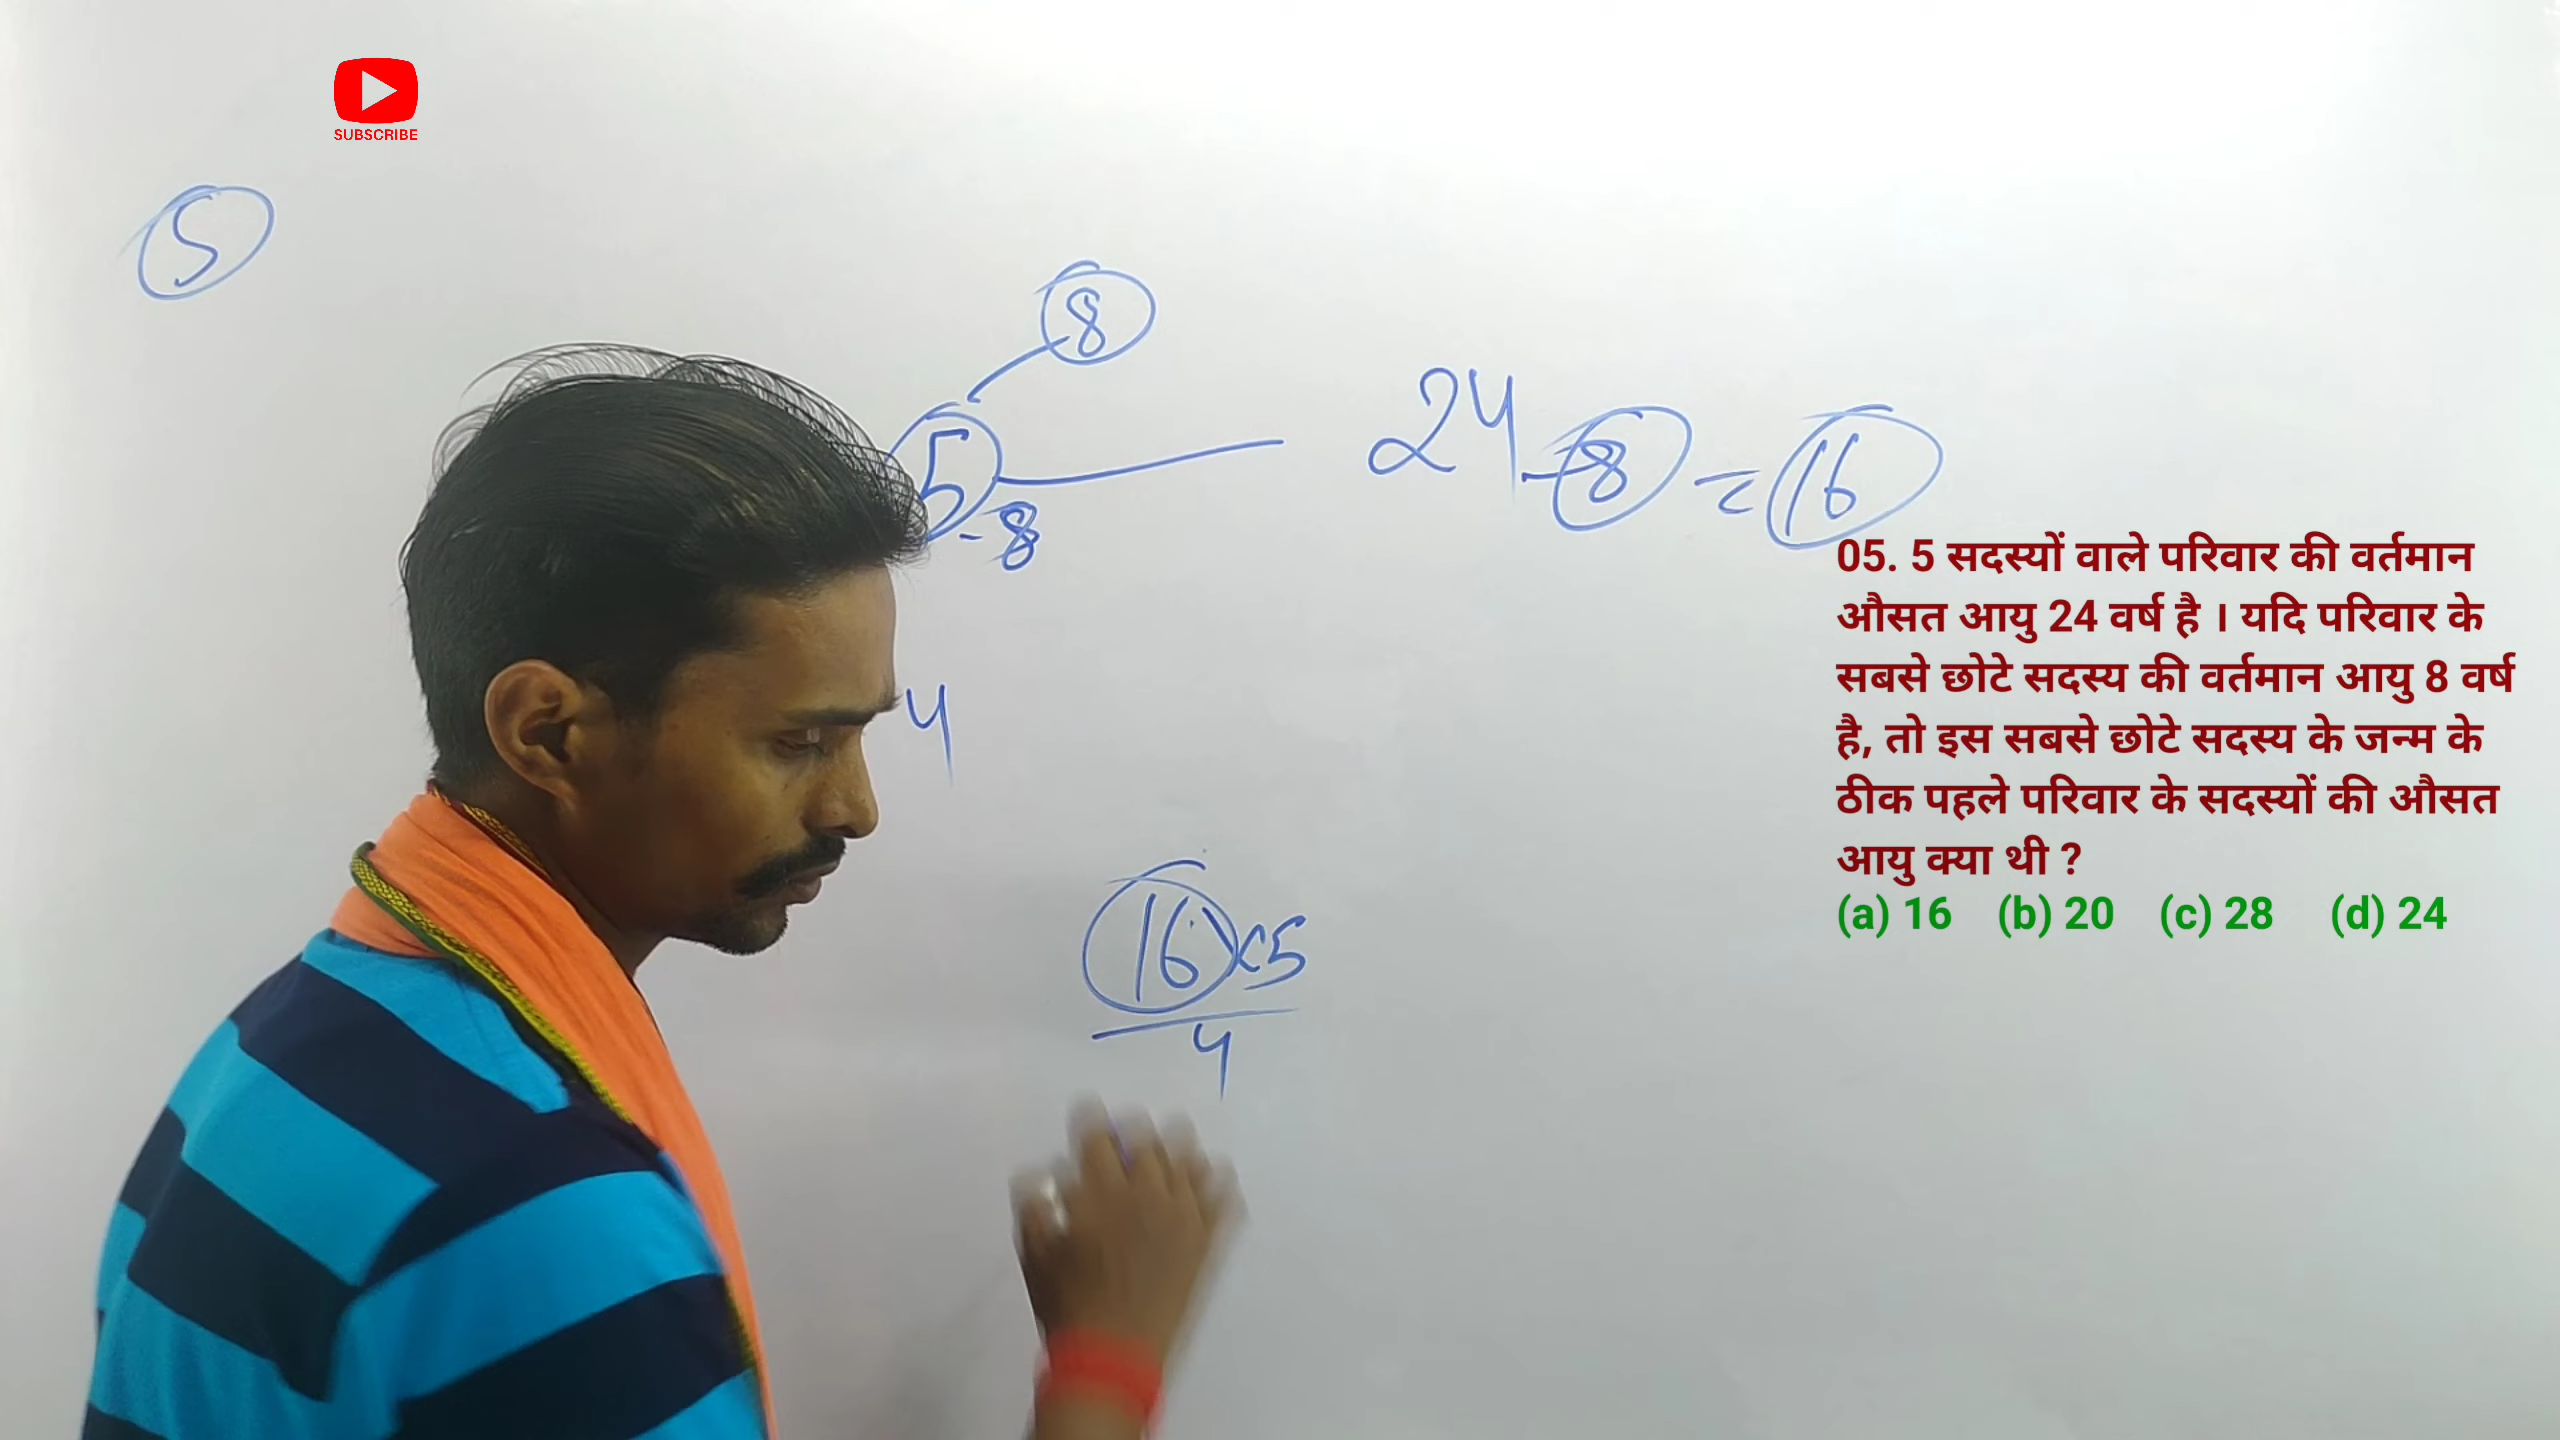 SUBSCRIBE
5
8
5
-8
24 - 8 = 16
4
16 × 5
4
05. 5 सदस्यों वाले परिवार की वर्तमान
औसत आयु 24 वर्ष है । यदि परिवार के
सबसे छोटे सदस्य की वर्तमान आयु 8 वर्ष
है, तो इस सबसे छोटे सदस्य के जन्म के
ठीक पहले परिवार के सदस्यों की औसत
आयु क्या थी ?
(a) 16 (b) 20 (c) 28 (d) 24